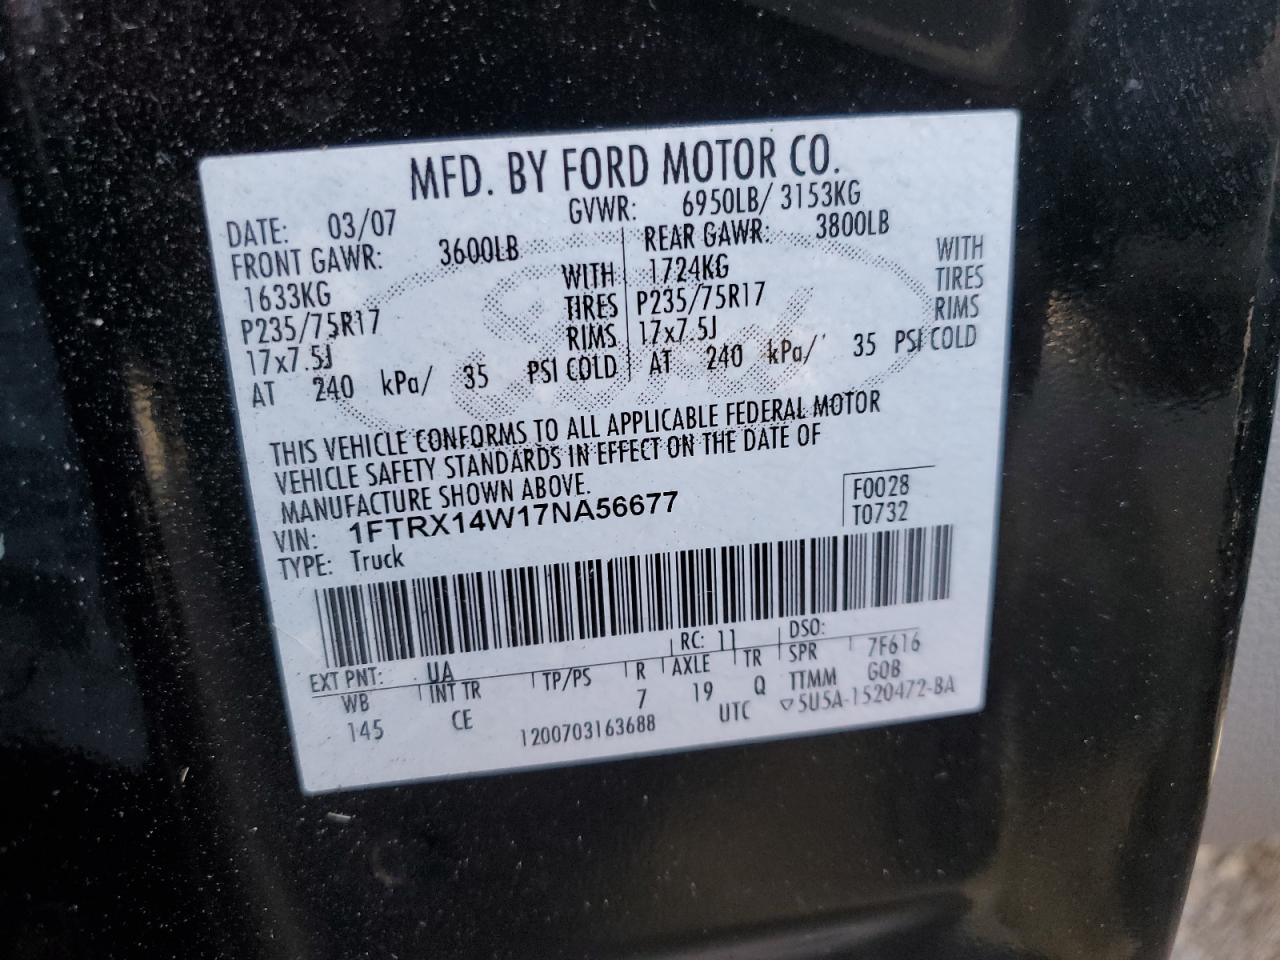 MFD. BY FORD MOTOR CO.
DATE: 03/07 GVWR: 6950LB/ 3153KG
FRONT GAWR: 3600LB REAR GAWR: 3800LB
1633KG WITH 1724KG WITH
P235/75R17 TIRES P235/75R17 TIRES
17x7.5J RIMS 17x7.5J RIMS
AT 240 kPa/ 35 PSI COLD AT 240 kPa/ 35 PSI COLD
THIS VEHICLE CONFORMS TO ALL APPLICABLE FEDERAL MOTOR
VEHICLE SAFETY STANDARDS IN EFFECT ON THE DATE OF
MANUFACTURE SHOWN ABOVE.
VIN: 1FTRX14W17NA56677 F0028
TYPE: Truck T0732
EXT PNT: UA RC: 11 DSO:
WB INT TR TP/PS R AXLE TR SPR 7F616
145 CE 7 19 Q TTMM GOB
1200703163688 UTC ▽5U5A-1520472-BA